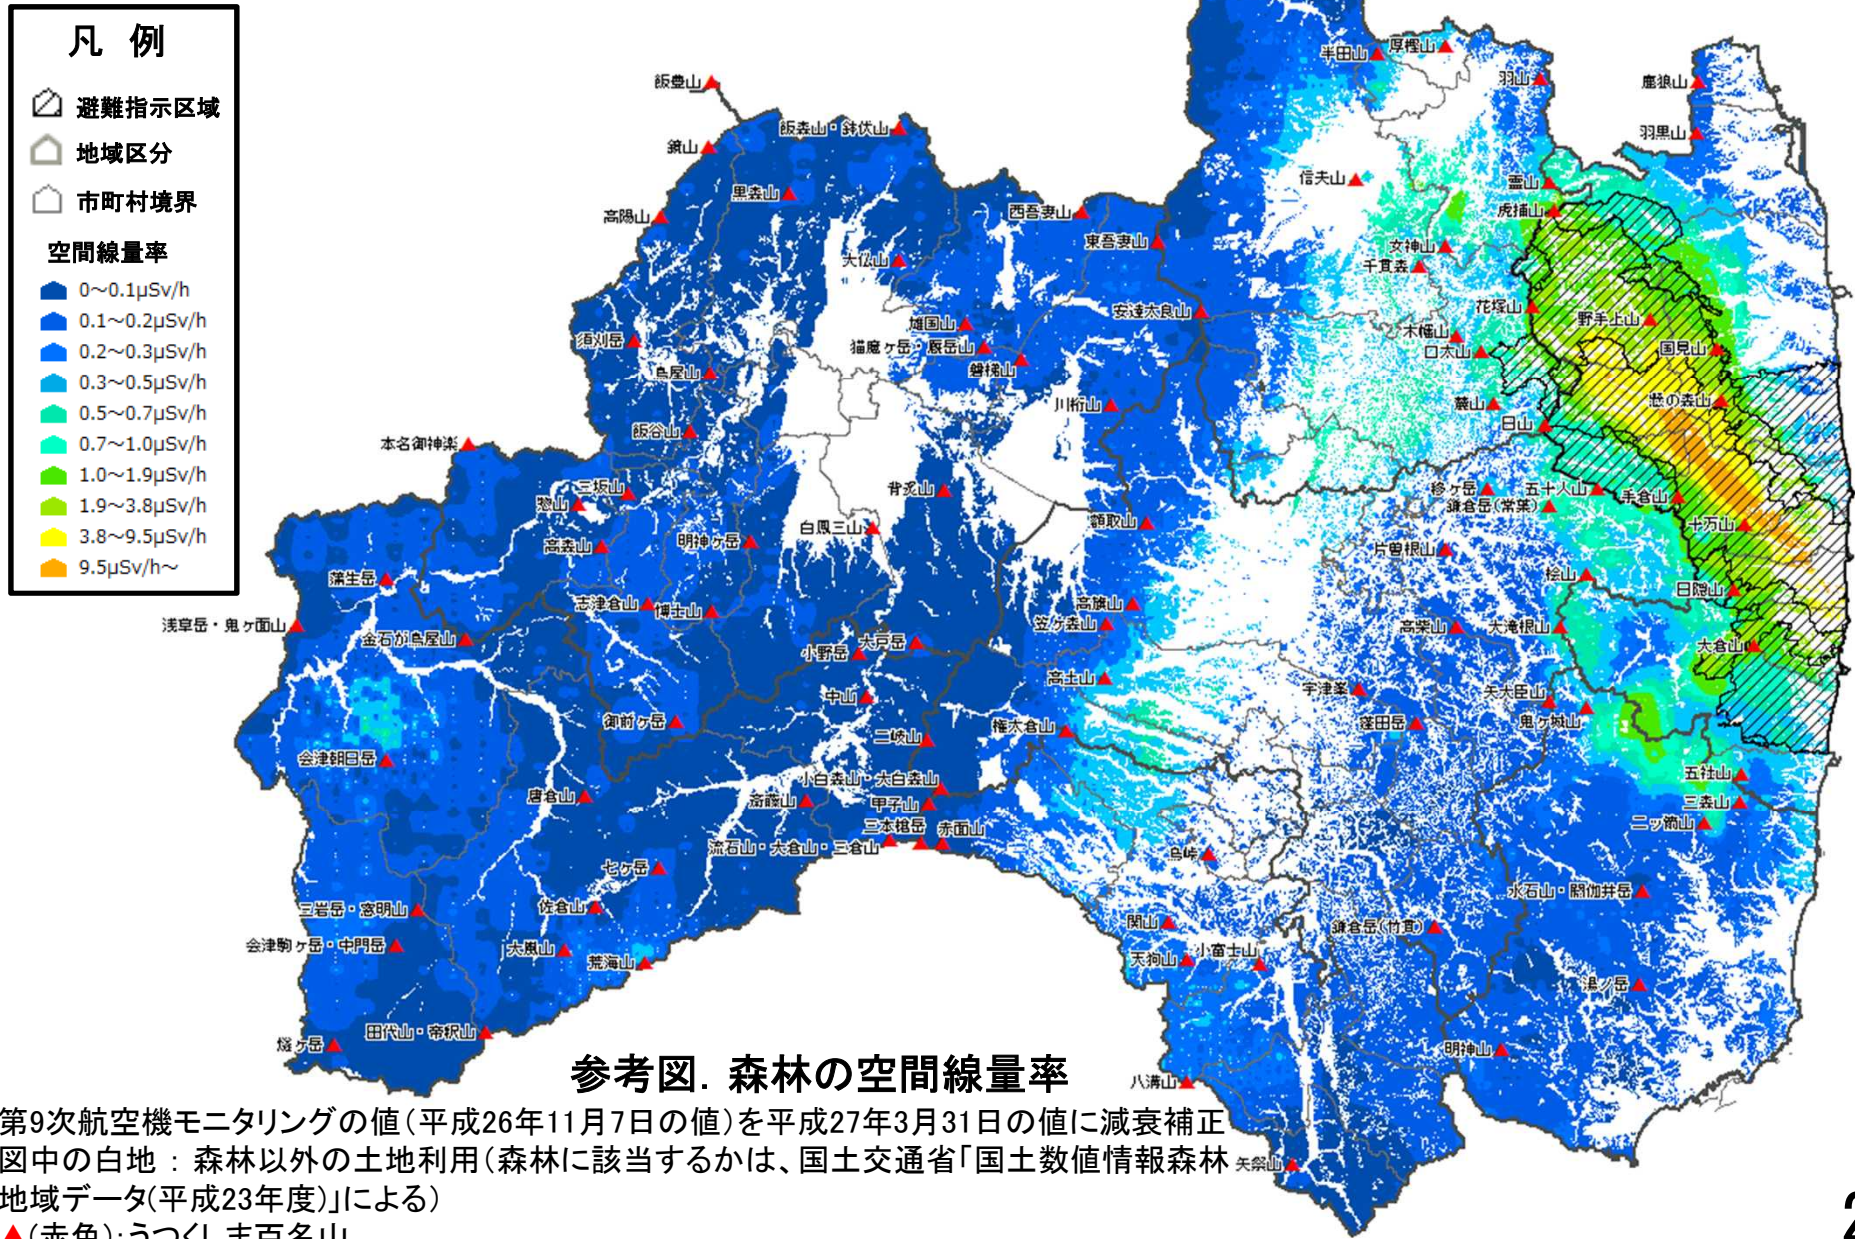 凡 例
避難指示区域
地域区分
市町村境界
空間線量率
0～0.1μSv/h
0.1～0.2μSv/h
0.2～0.3μSv/h
0.3～0.5μSv/h
0.5～0.7μSv/h
0.7～1.0μSv/h
1.0～1.9μSv/h
1.9～3.8μSv/h
3.8～9.5μSv/h
9.5μSv/h～
半田山
厚樫山
羽山
鹿狼山
飯豊山
飯森山・鉢伏山
羽黒山
鏡山
信夫山
霊山
黒森山
高陽山
西吾妻山
虎捕山
東吾妻山
女神山
大仏山
千貫森
安達太良山
花塚山
野手上山
雄国山
木幡山
須刈岳
猫魔ヶ岳・厩岳山
口太山
国見山
磐梯山
鳥屋山
川桁山
麓山
懸の森山
飯谷山
日山
本名御神楽
三坂山
背炙山
移ヶ岳
五十人山
手倉山
惣山
鎌倉岳(常葉)
白鳳三山
額取山
十万山
高森山
明神ヶ岳
片曽根山
蒲生岳
桧山
日隠山
志津倉山
博士山
高旗山
浅草岳・鬼ヶ面山
笠ヶ森山
高柴山
大滝根山
金石ヶ鳥屋山
大戸岳
小野岳
大倉山
高土山
中山
宇津峯
矢大臣山
御前ヶ岳
権太倉山
蓬田岳
鬼ヶ城山
二岐山
会津朝日岳
小白森山・大白森山
五社山
唐倉山
斎藤山
甲子山
三森山
三本槍岳
赤面山
二ッ箭山
流石山・大倉山・三倉山
烏峠
七ヶ岳
水石山・閼伽井岳
三岩岳・窓明山
佐倉山
関山
鎌倉岳(竹貫)
会津駒ヶ岳・中門岳
大嵐山
荒海山
天狗山
小富士山
湯ノ岳
田代山・帝釈山
燧ヶ岳
明神山
八溝山
参考図．森林の空間線量率
第9次航空機モニタリングの値（平成26年11月7日の値）を平成27年3月31日の値に減衰補正
図中の白地 ： 森林以外の土地利用（森林に該当するかは、国土交通省「国土数値情報森林
矢祭山
地域データ(平成23年度)」による）
▲(赤色)：うつくしま百名山
2